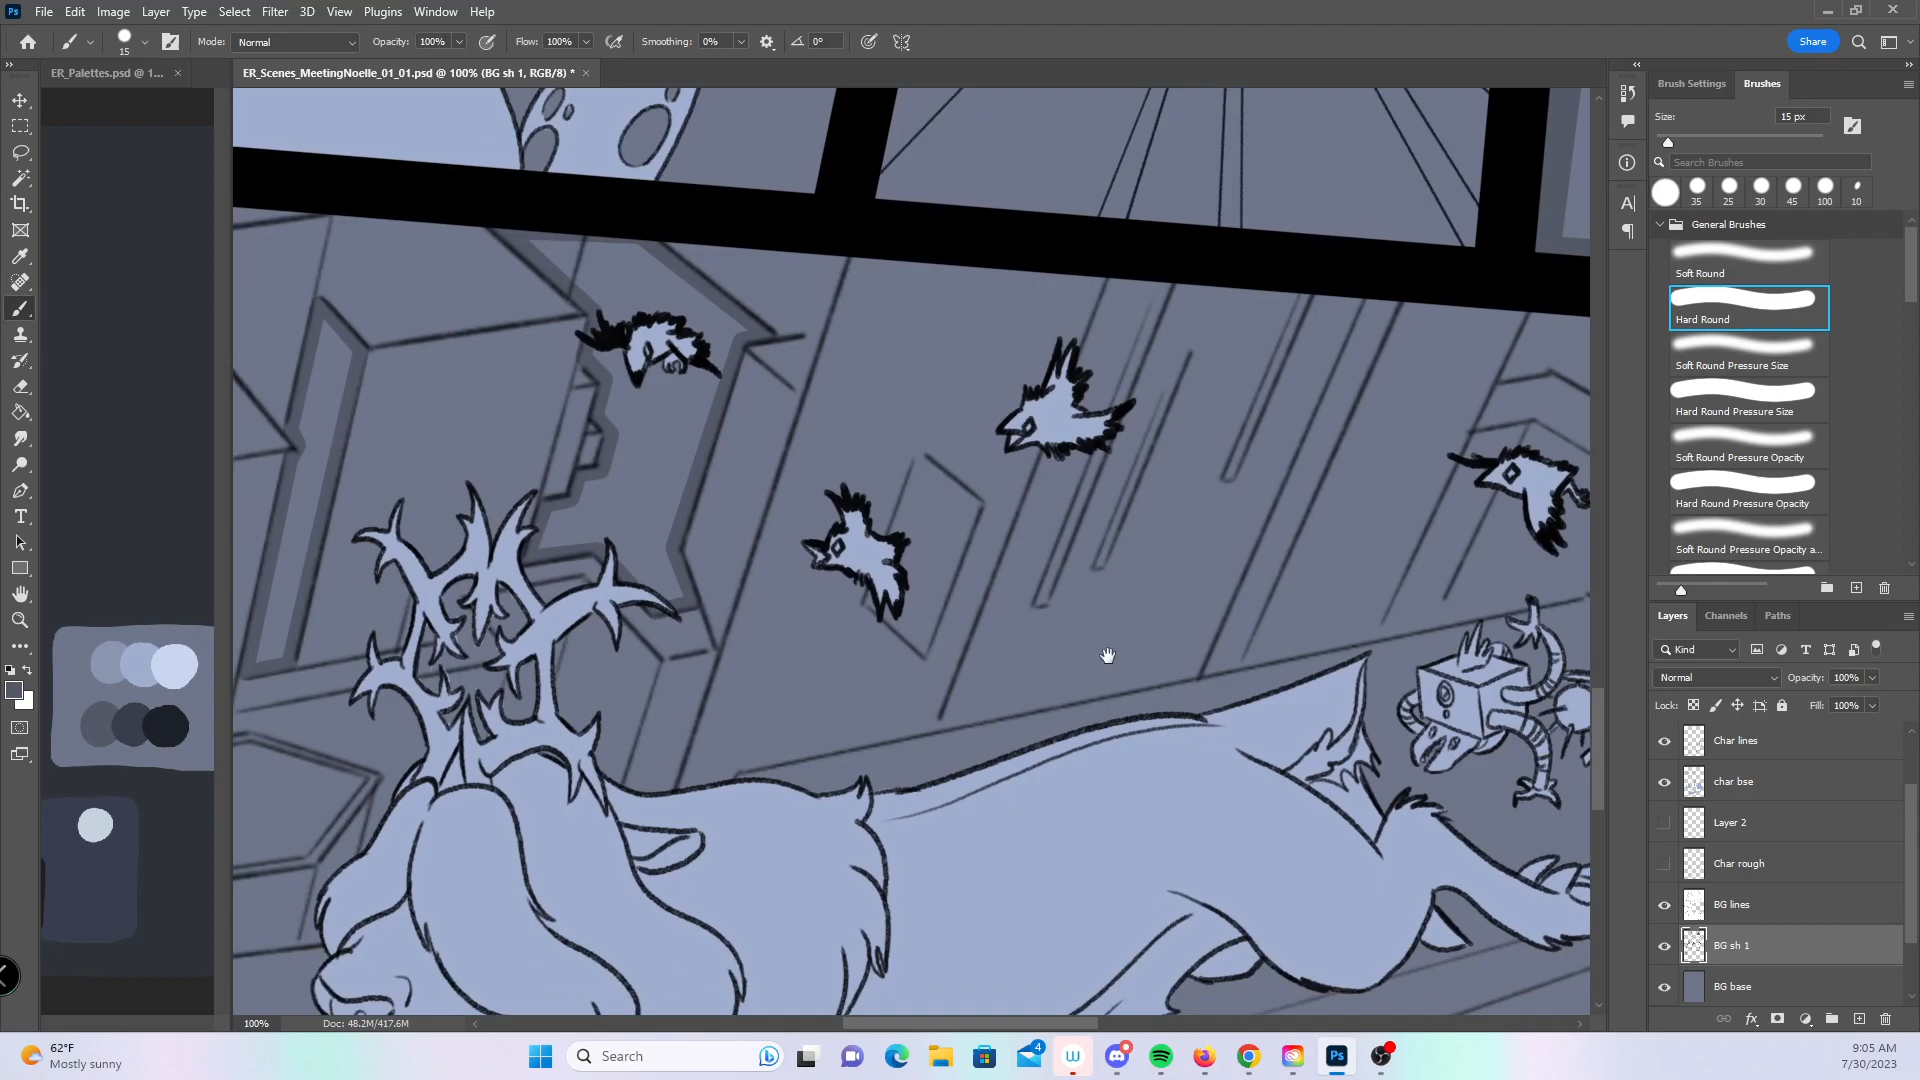 Ps File Edit Image Layer Type Select Filter 3D View Plugins Window Help
15 Mode: Normal Opacity: 100% Flow: 100% Smoothing: 0% 0° Share
ER_Palettes.psd @ 1... × ER_Scenes_MeetingNoelle_01_01.psd @ 100% (BG sh 1, RGB/8) * ×
Brush Settings Brushes
Size: 15 px
Search Brushes
35 25 30 45 100 10
General Brushes
Soft Round
Hard Round
Soft Round Pressure Size
Hard Round Pressure Size
Soft Round Pressure Opacity
Hard Round Pressure Opacity
Soft Round Pressure Opacity a...
Layers Channels Paths
Kind
Normal Opacity: 100%
Lock: Fill: 100%
Char lines
char bse
Layer 2
Char rough
BG lines
BG sh 1
BG base
100% Doc: 48.2M/417.6M
62°F
Mostly sunny
Search
4
Ps
9:05 AM
7/30/2023